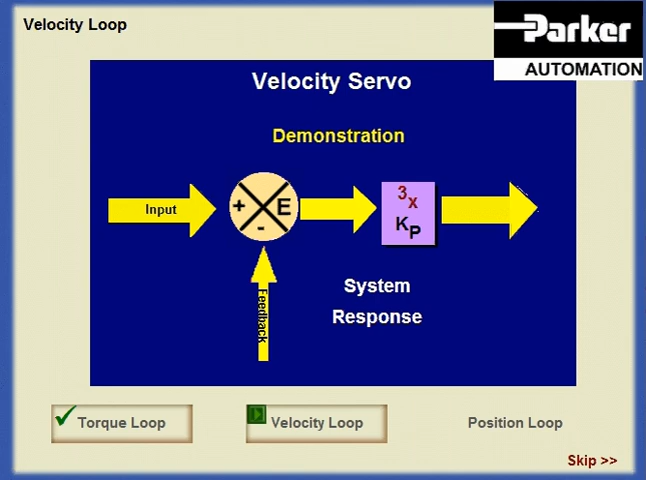 Velocity Loop
Parker
AUTOMATION
Velocity Servo
Demonstration
Input
+
E
-
3x
KP
Feedback
System
Response
Torque Loop
Velocity Loop
Position Loop
Skip >>